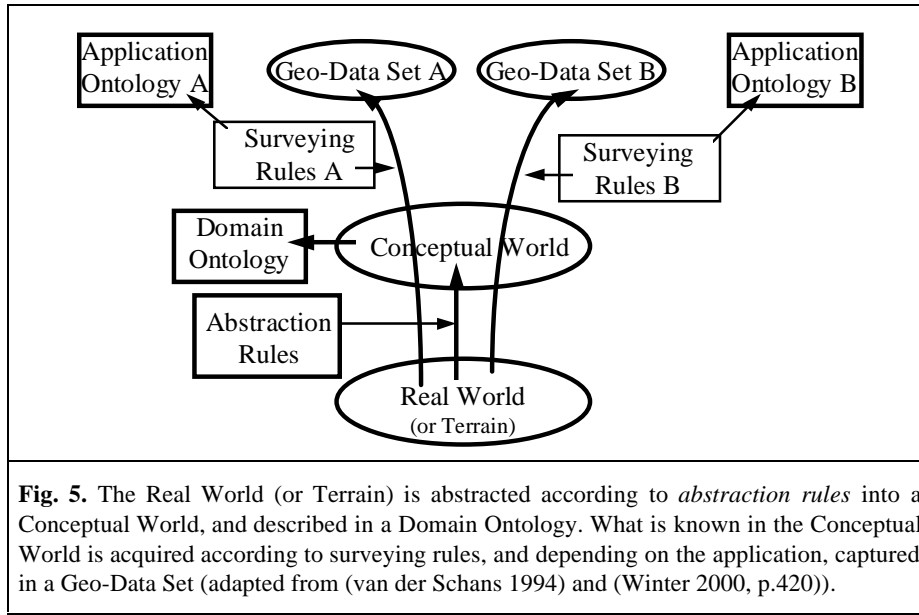 Application
Ontology A
Geo-Data Set A
Geo-Data Set B
Application
Ontology B
Surveying
Rules A
Surveying
Rules B
Domain
Ontology
Conceptual World
Abstraction
Rules
Real World
(or Terrain)
Fig. 5. The Real World (or Terrain) is abstracted according to abstraction rules into a
Conceptual World, and described in a Domain Ontology. What is known in the Conceptual
World is acquired according to surveying rules, and depending on the application, captured
in a Geo-Data Set (adapted from (van der Schans 1994) and (Winter 2000, p.420)).